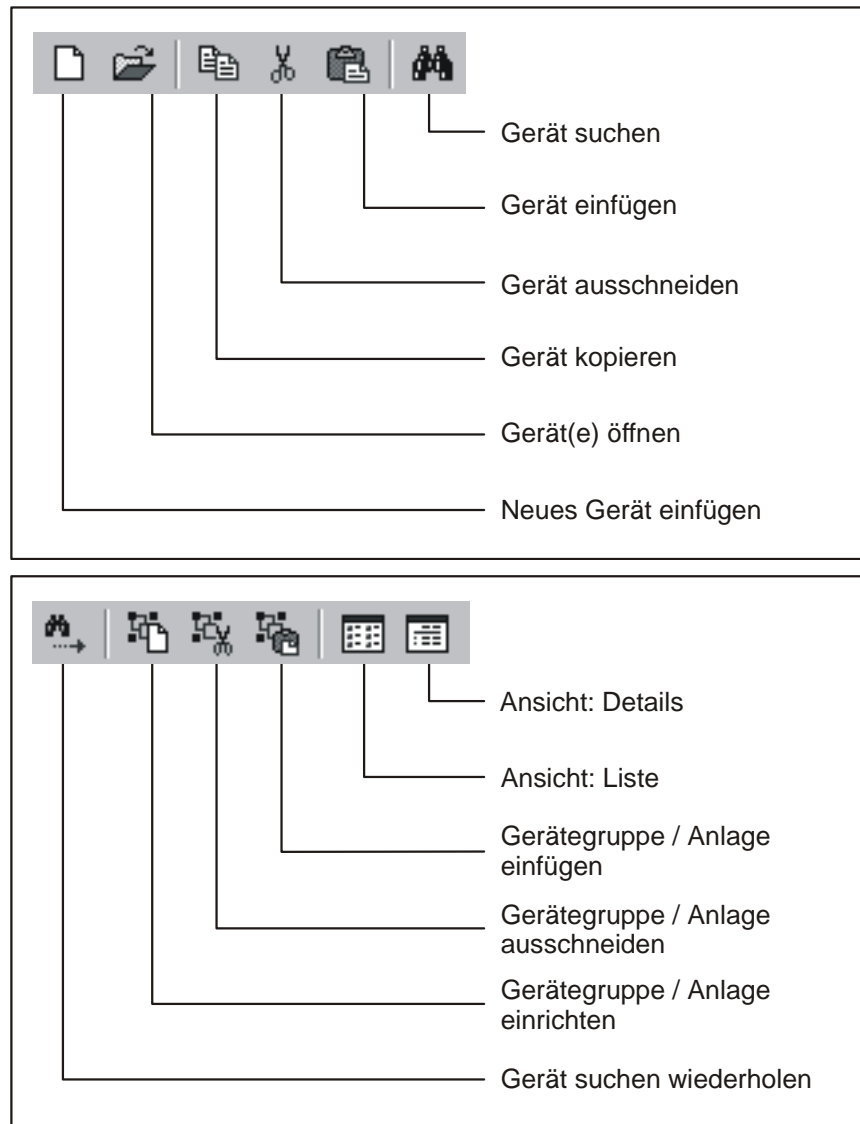 Gerät suchen
Gerät einfügen
Gerät ausschneiden
Gerät kopieren
Gerät(e) öffnen
Neues Gerät einfügen
Ansicht: Details
Ansicht: Liste
Gerätegruppe / Anlage
einfügen
Gerätegruppe / Anlage
ausschneiden
Gerätegruppe / Anlage
einrichten
Gerät suchen wiederholen